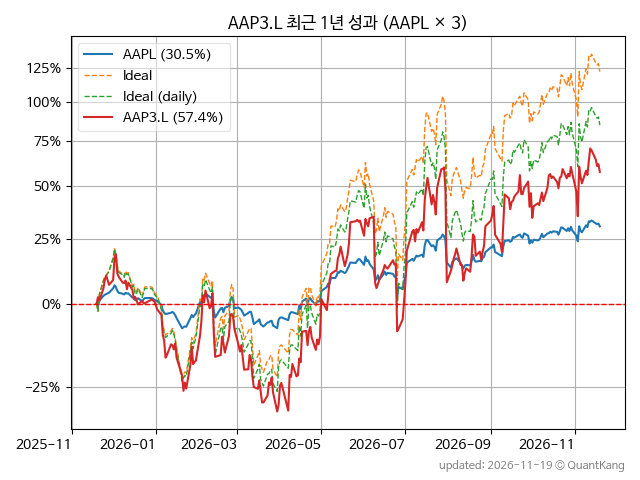 AAP3.L 최근 1년 성과 (AAPL × 3)
AAPL (30.5%)
Ideal
Ideal (daily)
AAP3.L (57.4%)
125%
100%
75%
50%
25%
0%
−25%
2025-11
2026-01
2026-03
2026-05
2026-07
2026-09
2026-11
updated: 2026-11-19 © QuantKang